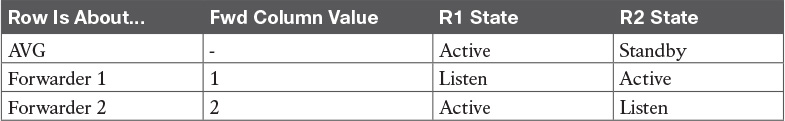 Row Is About... Fwd Column Value R1 State R2 State
AVG - Active Standby
Forwarder 1 1 Listen Active
Forwarder 2 2 Active Listen